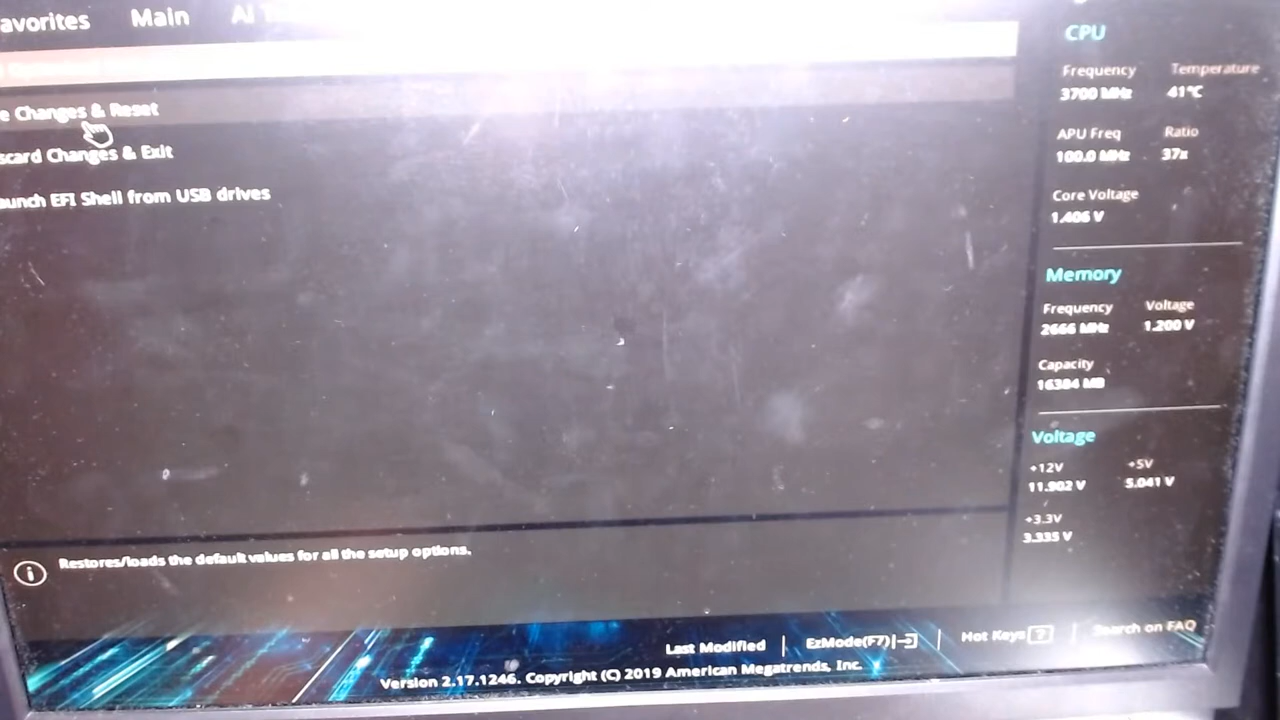 avorites Main AI T
Optimized
e Changes & Reset
scard Changes & Exit
aunch EFI Shell from USB drives
Restores/loads the default values for all the setup options.
CPU
Frequency Temperature
3700 MHz 41°C
APU Freq Ratio
100.0 MHz 37x
Core Voltage
1.406 V
Memory
Frequency Voltage
2666 MHz 1.200 V
Capacity
16384 MB
Voltage
+12V +5V
11.902 V 5.041 V
+3.3V
3.335 V
Last Modified | EzMode(F7) | Hot Keys ? | Search on FAQ
Version 2.17.1246. Copyright (C) 2019 American Megatrends, Inc.